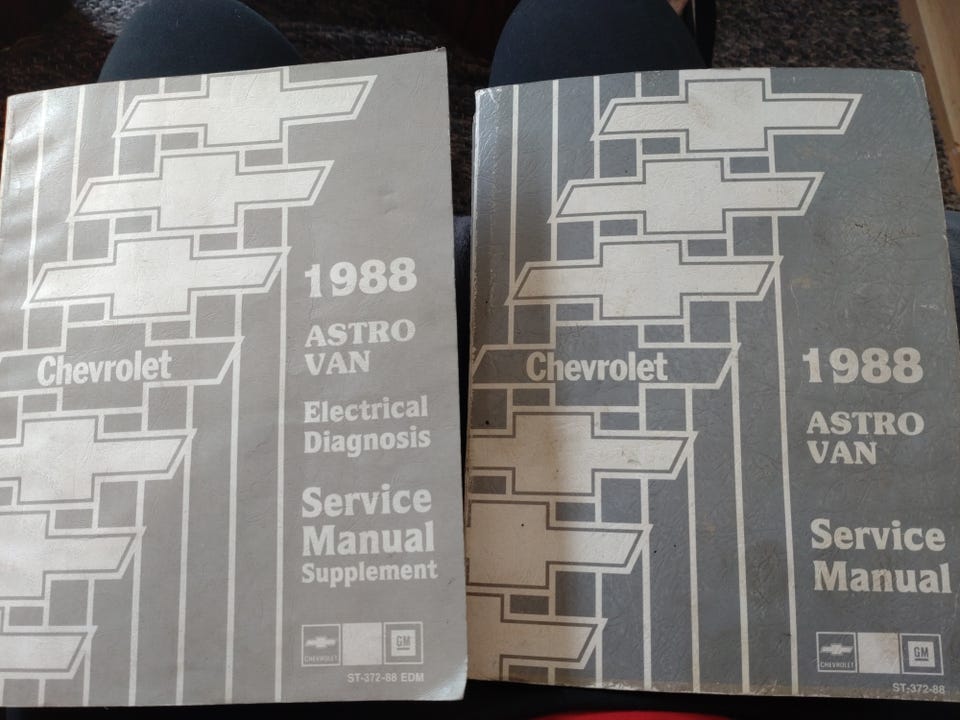 Chevrolet
1988
ASTRO
VAN
Electrical
Diagnosis
Service
Manual
Supplement
CHEVROLET
GM
ST-372-88 EDM
Chevrolet
1988
ASTRO
VAN
Service
Manual
CHEVROLET
GM
ST-372-88